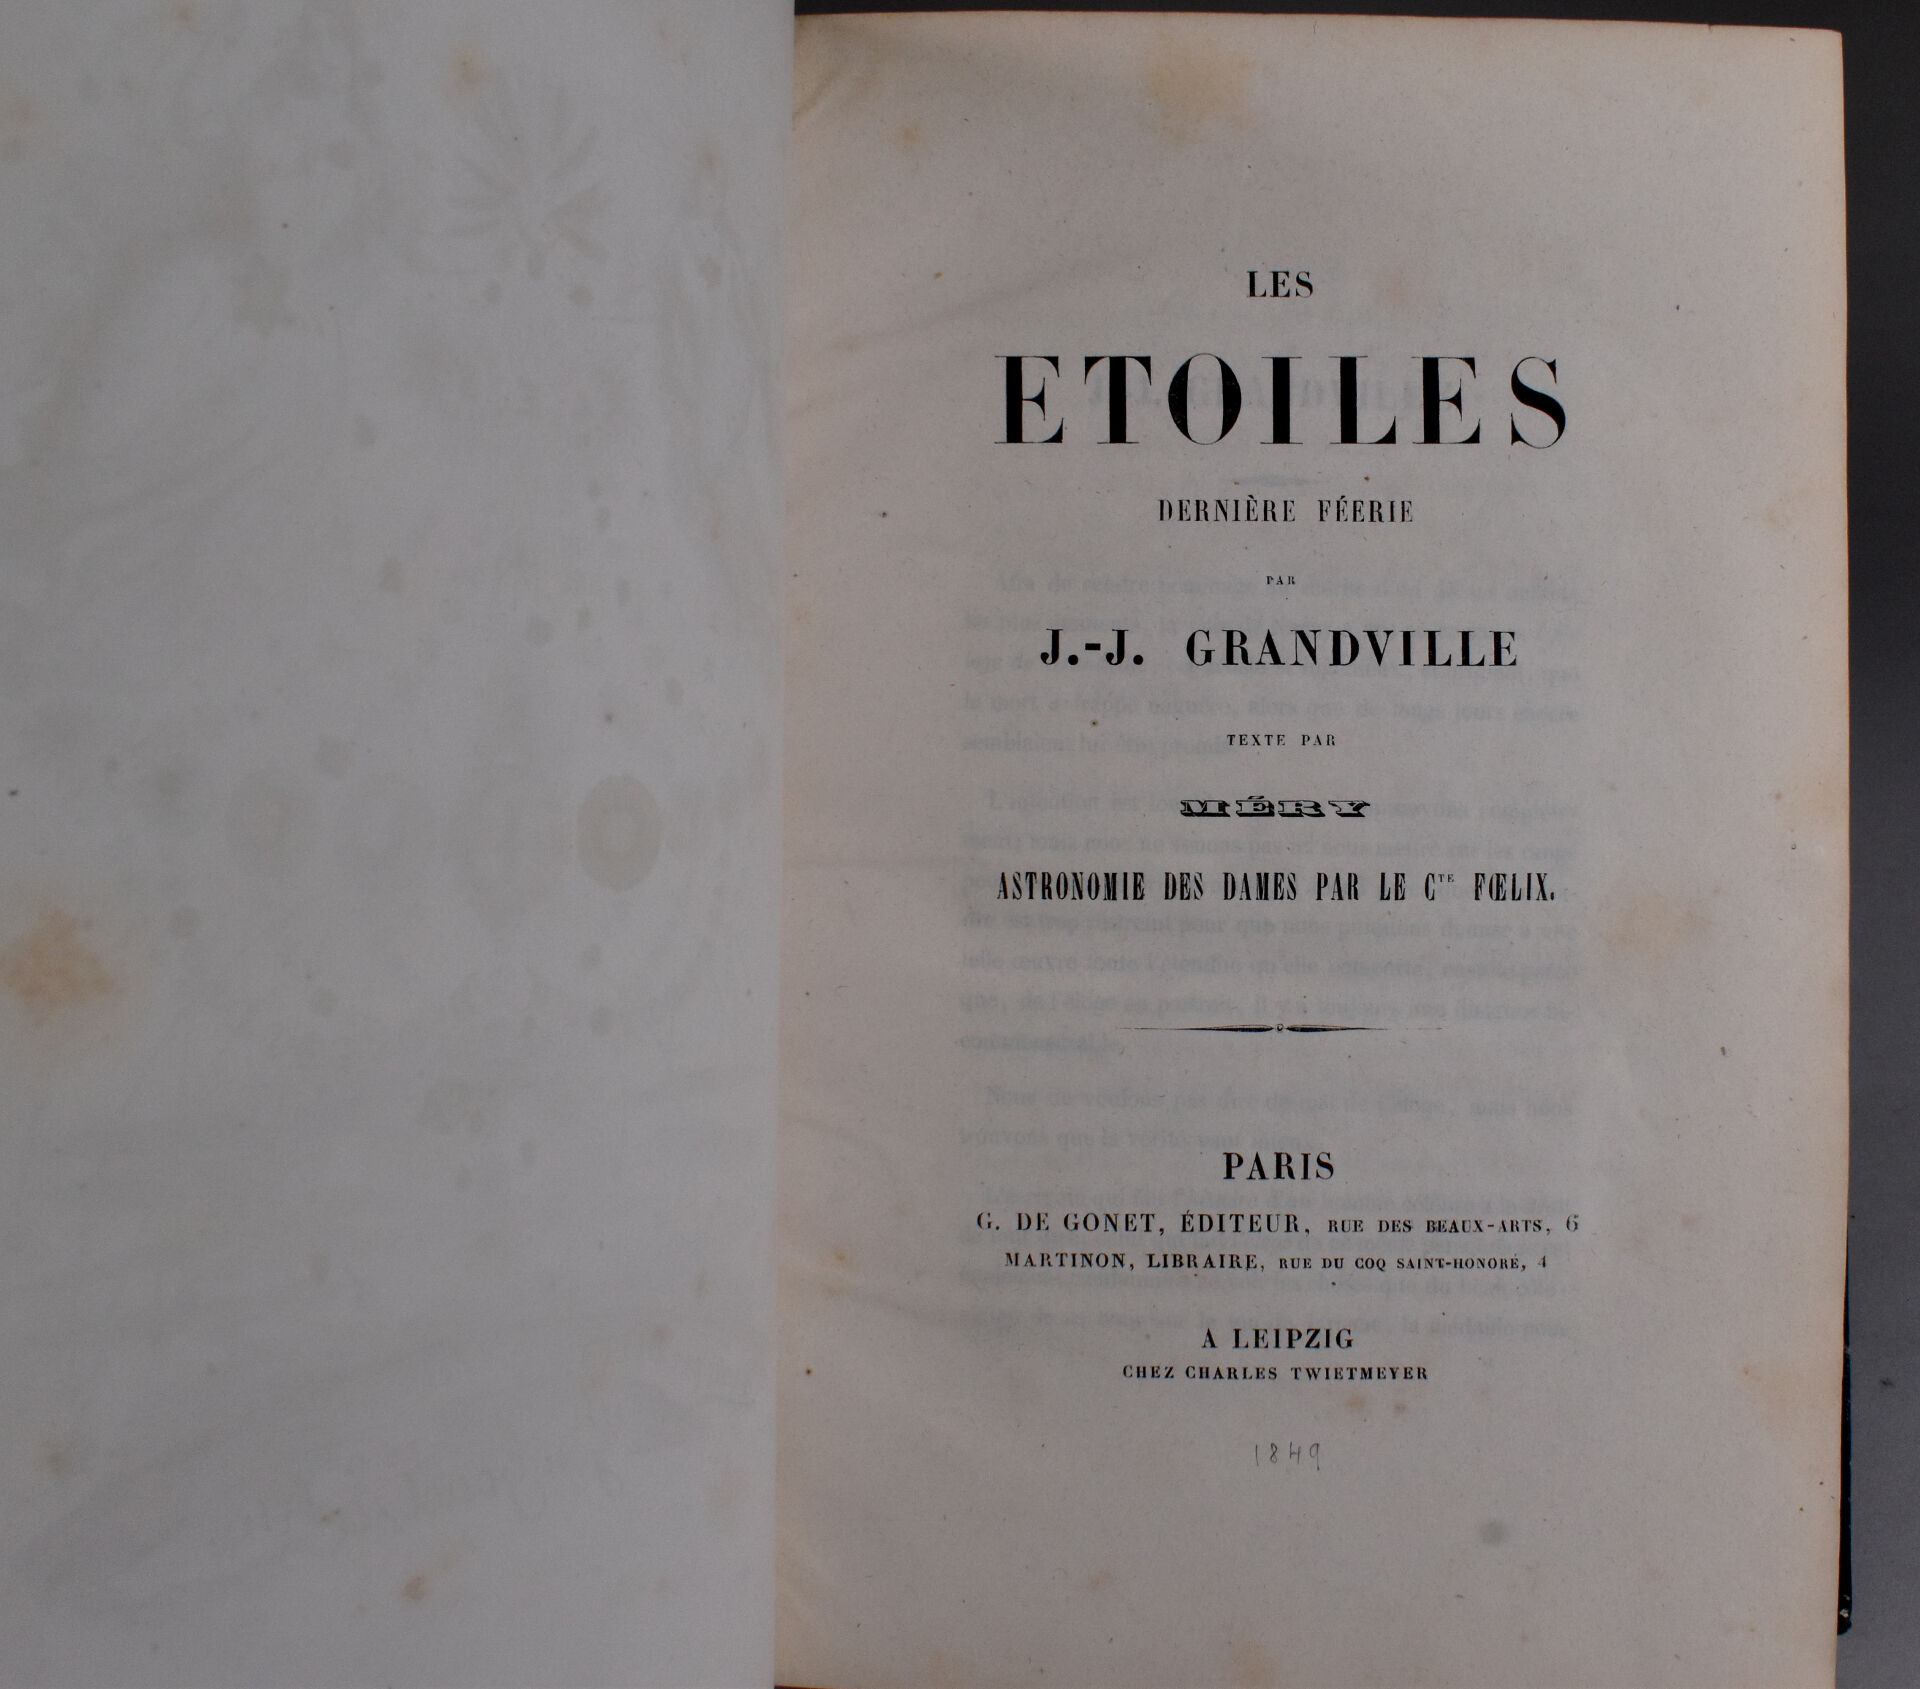 LES
ETOILES
DERNIÈRE FÉERIE
PAR
J.-J. GRANDVILLE
TEXTE PAR
MÉRY
ASTRONOMIE DES DAMES PAR LE CTE FŒLIX.
PARIS
G. DE GONET, ÉDITEUR, RUE DES BEAUX-ARTS, 6
MARTINON, LIBRAIRE, RUE DU COQ SAINT-HONORÉ, 4
A LEIPZIG
CHEZ CHARLES TWIETMEYER
1849